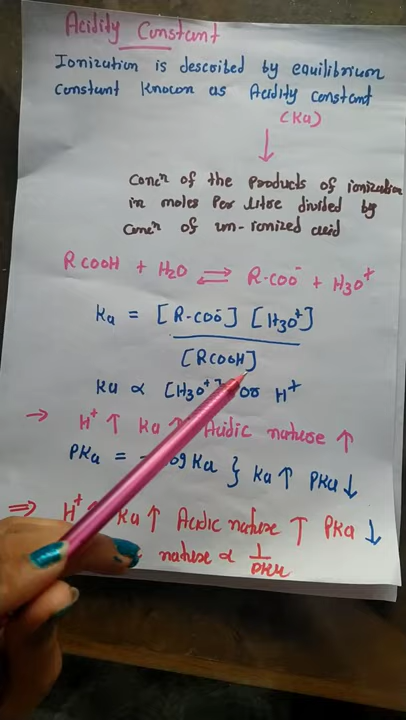 Acidity Constant
Ionization is described by equilibrium
constant known as Acidity constant
(Ka)
↓
Concn of the products of ionization
in moles Per Litre divided by
Concn of un-ionized acid
RCOOH + H2O ⇌ R-COO⁻ + H3O⁺
Ka = [R-COO⁻] [H3O⁺]
[RCOOH]
Ka ∝ [H3O⁺] or H⁺
→ H⁺ ↑ Ka ↑ Acidic nature ↑
PKa = log Ka } Ka ↑ PKa ↓
⇒ H⁺ Ka ↑ Acidic nature ↑ PKa ↓
nature ∝ 1/PKa